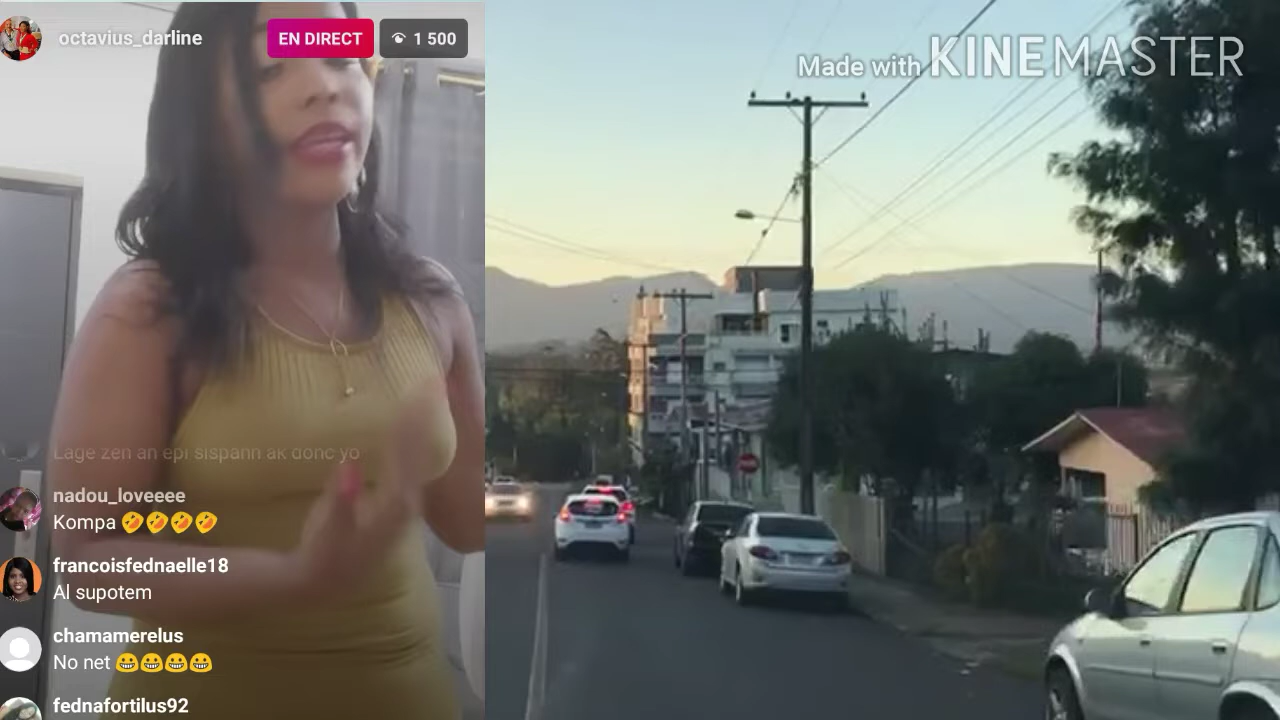 octavius_darline
EN DIRECT
1 500
Made with KINEMASTER
Lage zen an epi sispann ak donc yo
nadou_loveeee
Kompa 🤣🤣🤣🤣
francoisfednaelle18
Al supotem
chamamerelus
No net 😀😀😀😀
fednafortilus92